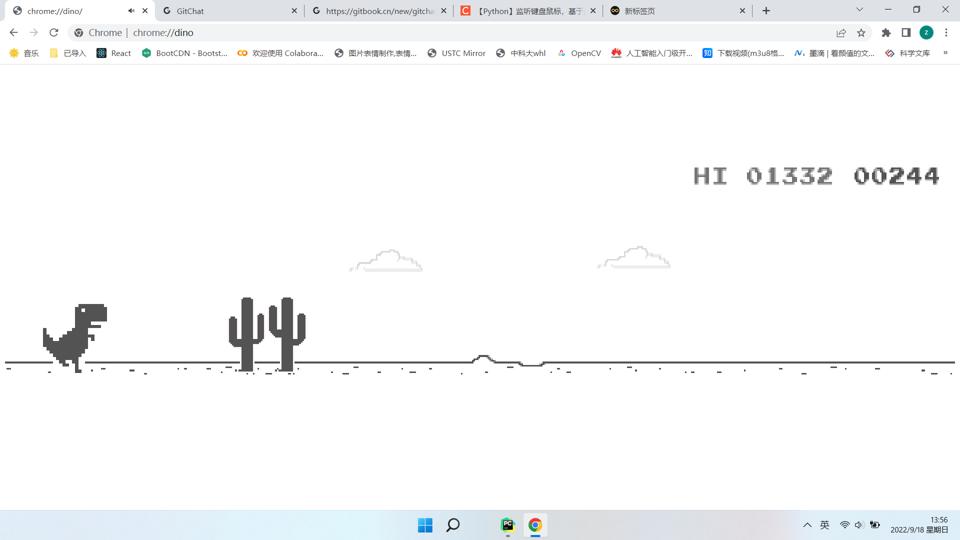 chrome://dino/
GitChat
https://gitbook.cn/new/gitcha
【Python】监听键盘鼠标，基于
新标签页
Chrome | chrome://dino
音乐
已导入
React
BootCDN - Bootst...
欢迎使用 Colabora...
图片表情制作,表情...
USTC Mirror
中科大whl
OpenCV
人工智能入门极开...
下载视频(m3u8格...
墨滴 | 看颜值的文...
科学文库
»
HI 01332 00244
英
13:56
2022/9/18 星期日